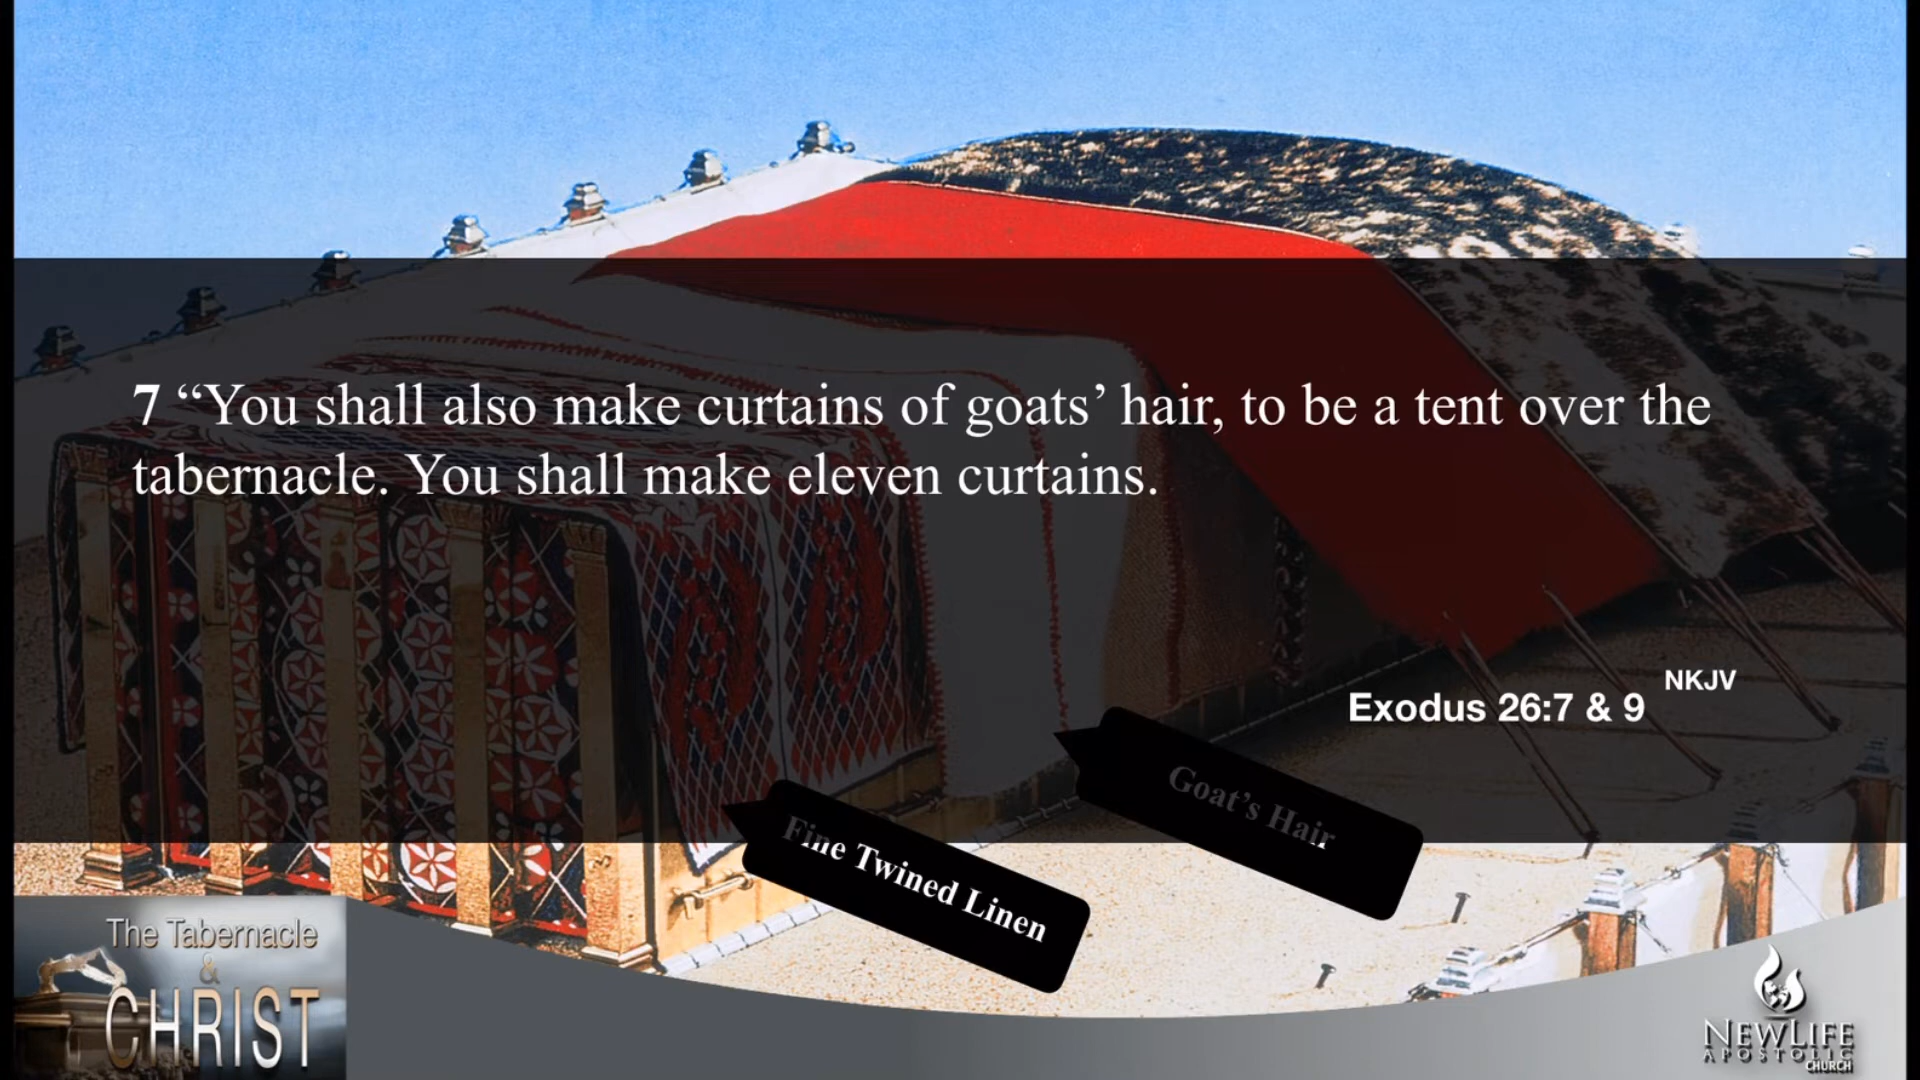 7 “You shall also make curtains of goats’ hair, to be a tent over the
tabernacle. You shall make eleven curtains.
Exodus 26:7 & 9 NKJV
Goat’s Hair
Fine Twined Linen
The Tabernacle
&
CHRIST
NEWLIFE
APOSTOLIC
CHURCH